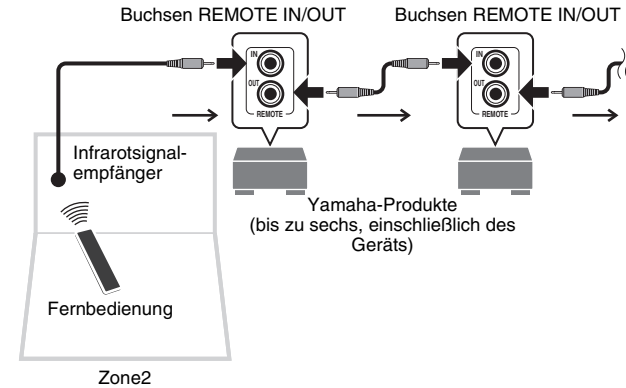 Buchsen REMOTE IN/OUT
Buchsen REMOTE IN/OUT
IN
OUT
REMOTE
IN
OUT
REMOTE
Infrarotsignal-
empfänger
Yamaha-Produkte
(bis zu sechs, einschließlich des
Geräts)
Fernbedienung
Zone2